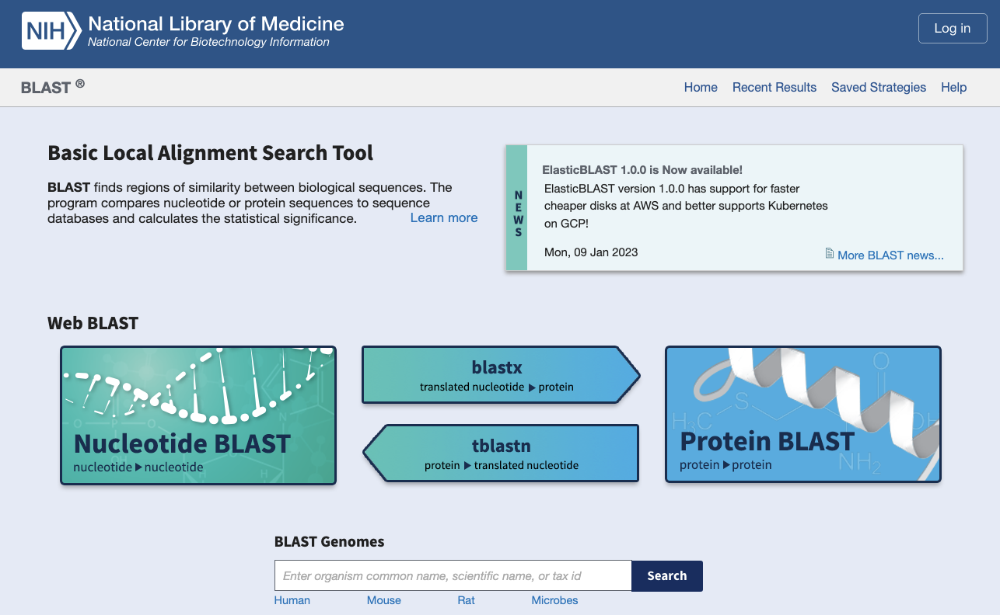 NIH National Library of Medicine
National Center for Biotechnology Information
Log in
BLAST ®
Home Recent Results Saved Strategies Help
Basic Local Alignment Search Tool
BLAST finds regions of similarity between biological sequences. The
program compares nucleotide or protein sequences to sequence
databases and calculates the statistical significance.
Learn more
NEWS
ElasticBLAST 1.0.0 is Now available!
ElasticBLAST version 1.0.0 has support for faster
cheaper disks at AWS and better supports Kubernetes
on GCP!
Mon, 09 Jan 2023
More BLAST news...
Web BLAST
O P O
OH
N
H
Nucleotide BLAST
nucleotide ▶ nucleotide
blastx
translated nucleotide ▶ protein
tblastn
protein ▶ translated nucleotide
O
S
H₃C
OH
NH₂
Protein BLAST
protein ▶ protein
BLAST Genomes
Enter organism common name, scientific name, or tax id
Search
Human Mouse Rat Microbes